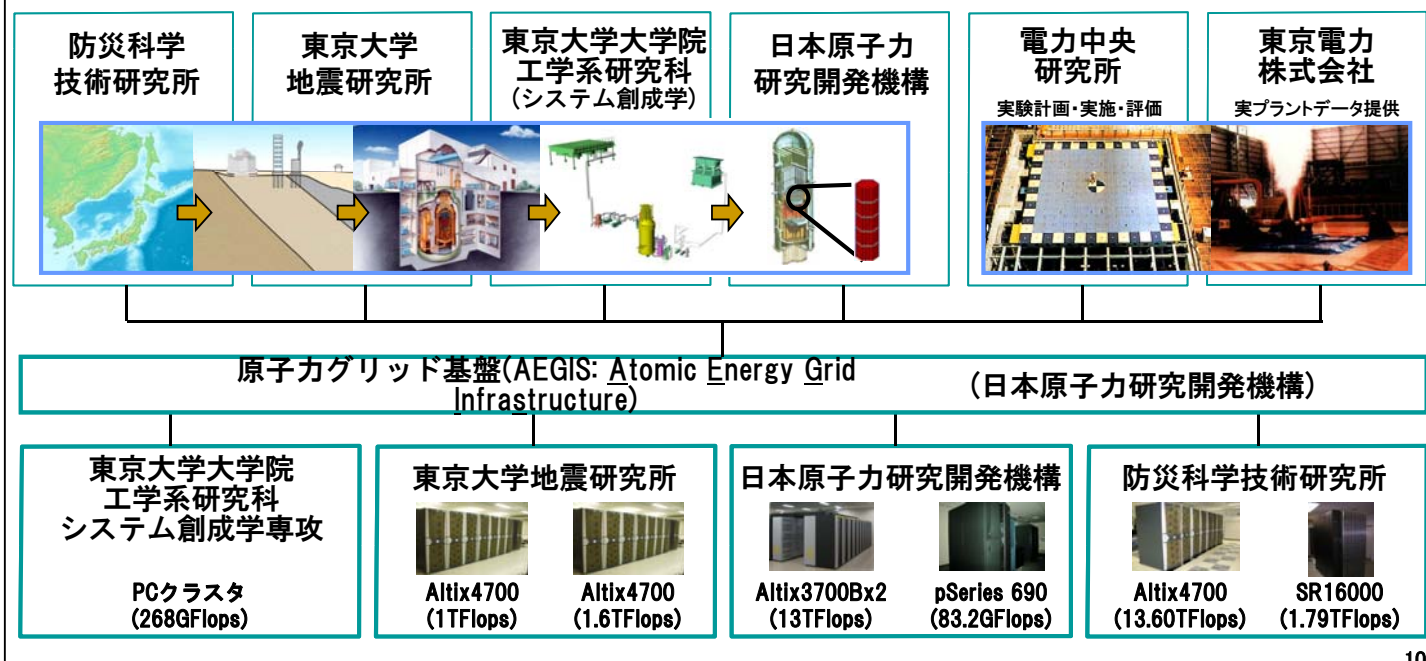 防災科学
技術研究所
東京大学
地震研究所
東京大学大学院
工学系研究科
(システム創成学)
日本原子力
研究開発機構
電力中央
研究所
実験計画・実施・評価
東京電力
株式会社
実プラントデータ提供
原子力グリッド基盤(AEGIS: Atomic Energy Grid
Infrastructure)
(日本原子力研究開発機構)
東京大学大学院
工学系研究科
システム創成学専攻
PCクラスタ
(268GFlops)
東京大学地震研究所
Altix4700
(1TFlops)
Altix4700
(1.6TFlops)
日本原子力研究開発機構
Altix3700Bx2
(13TFlops)
pSeries 690
(83.2GFlops)
防災科学技術研究所
Altix4700
(13.60TFlops)
SR16000
(1.79TFlops)
10